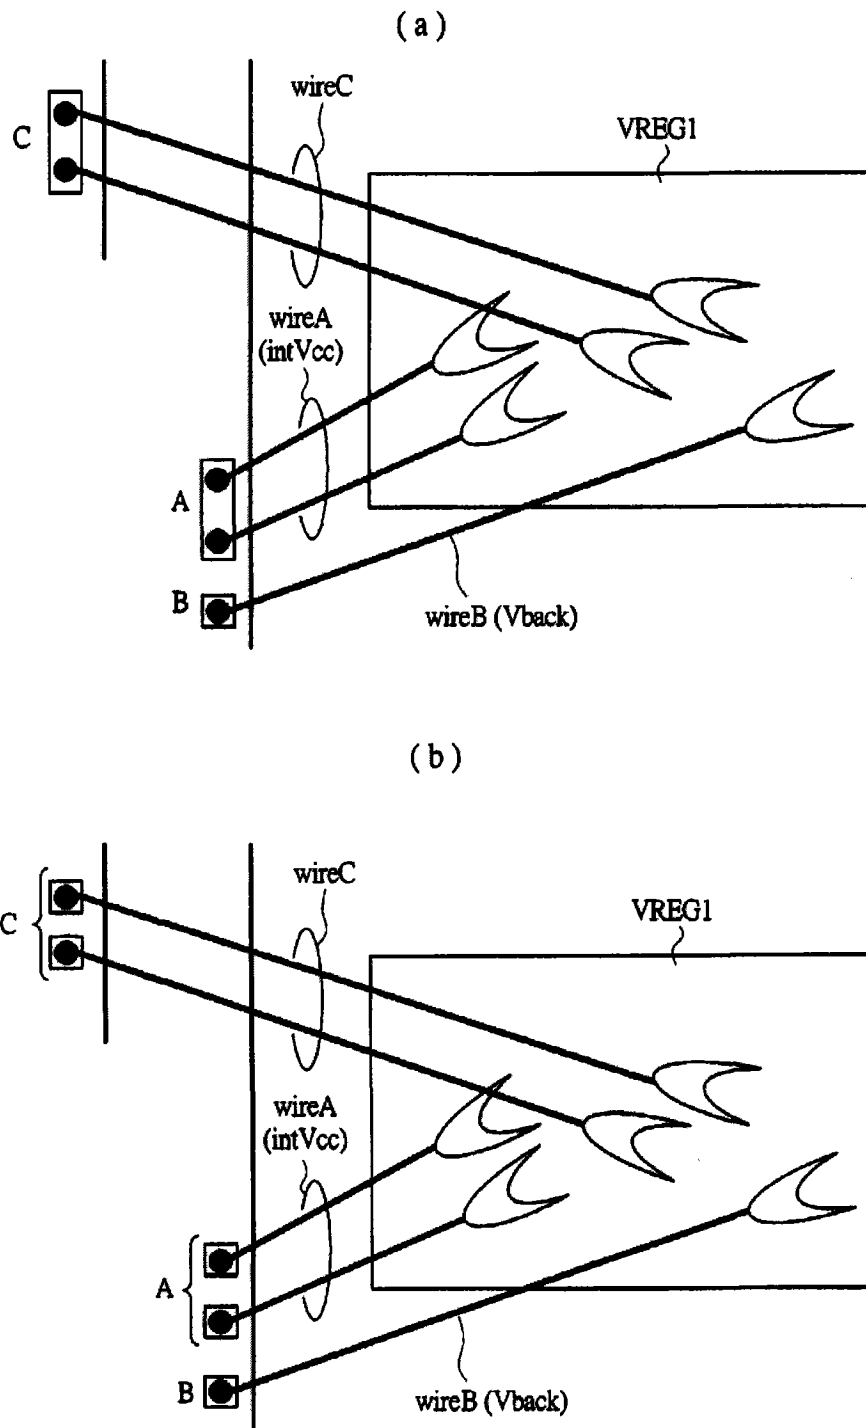 ( a )
wireC
C
VREG1
wireA
(intVcc)
A
B
wireB (Vback)
( b )
wireC
C
VREG1
wireA
(intVcc)
A
B
wireB (Vback)